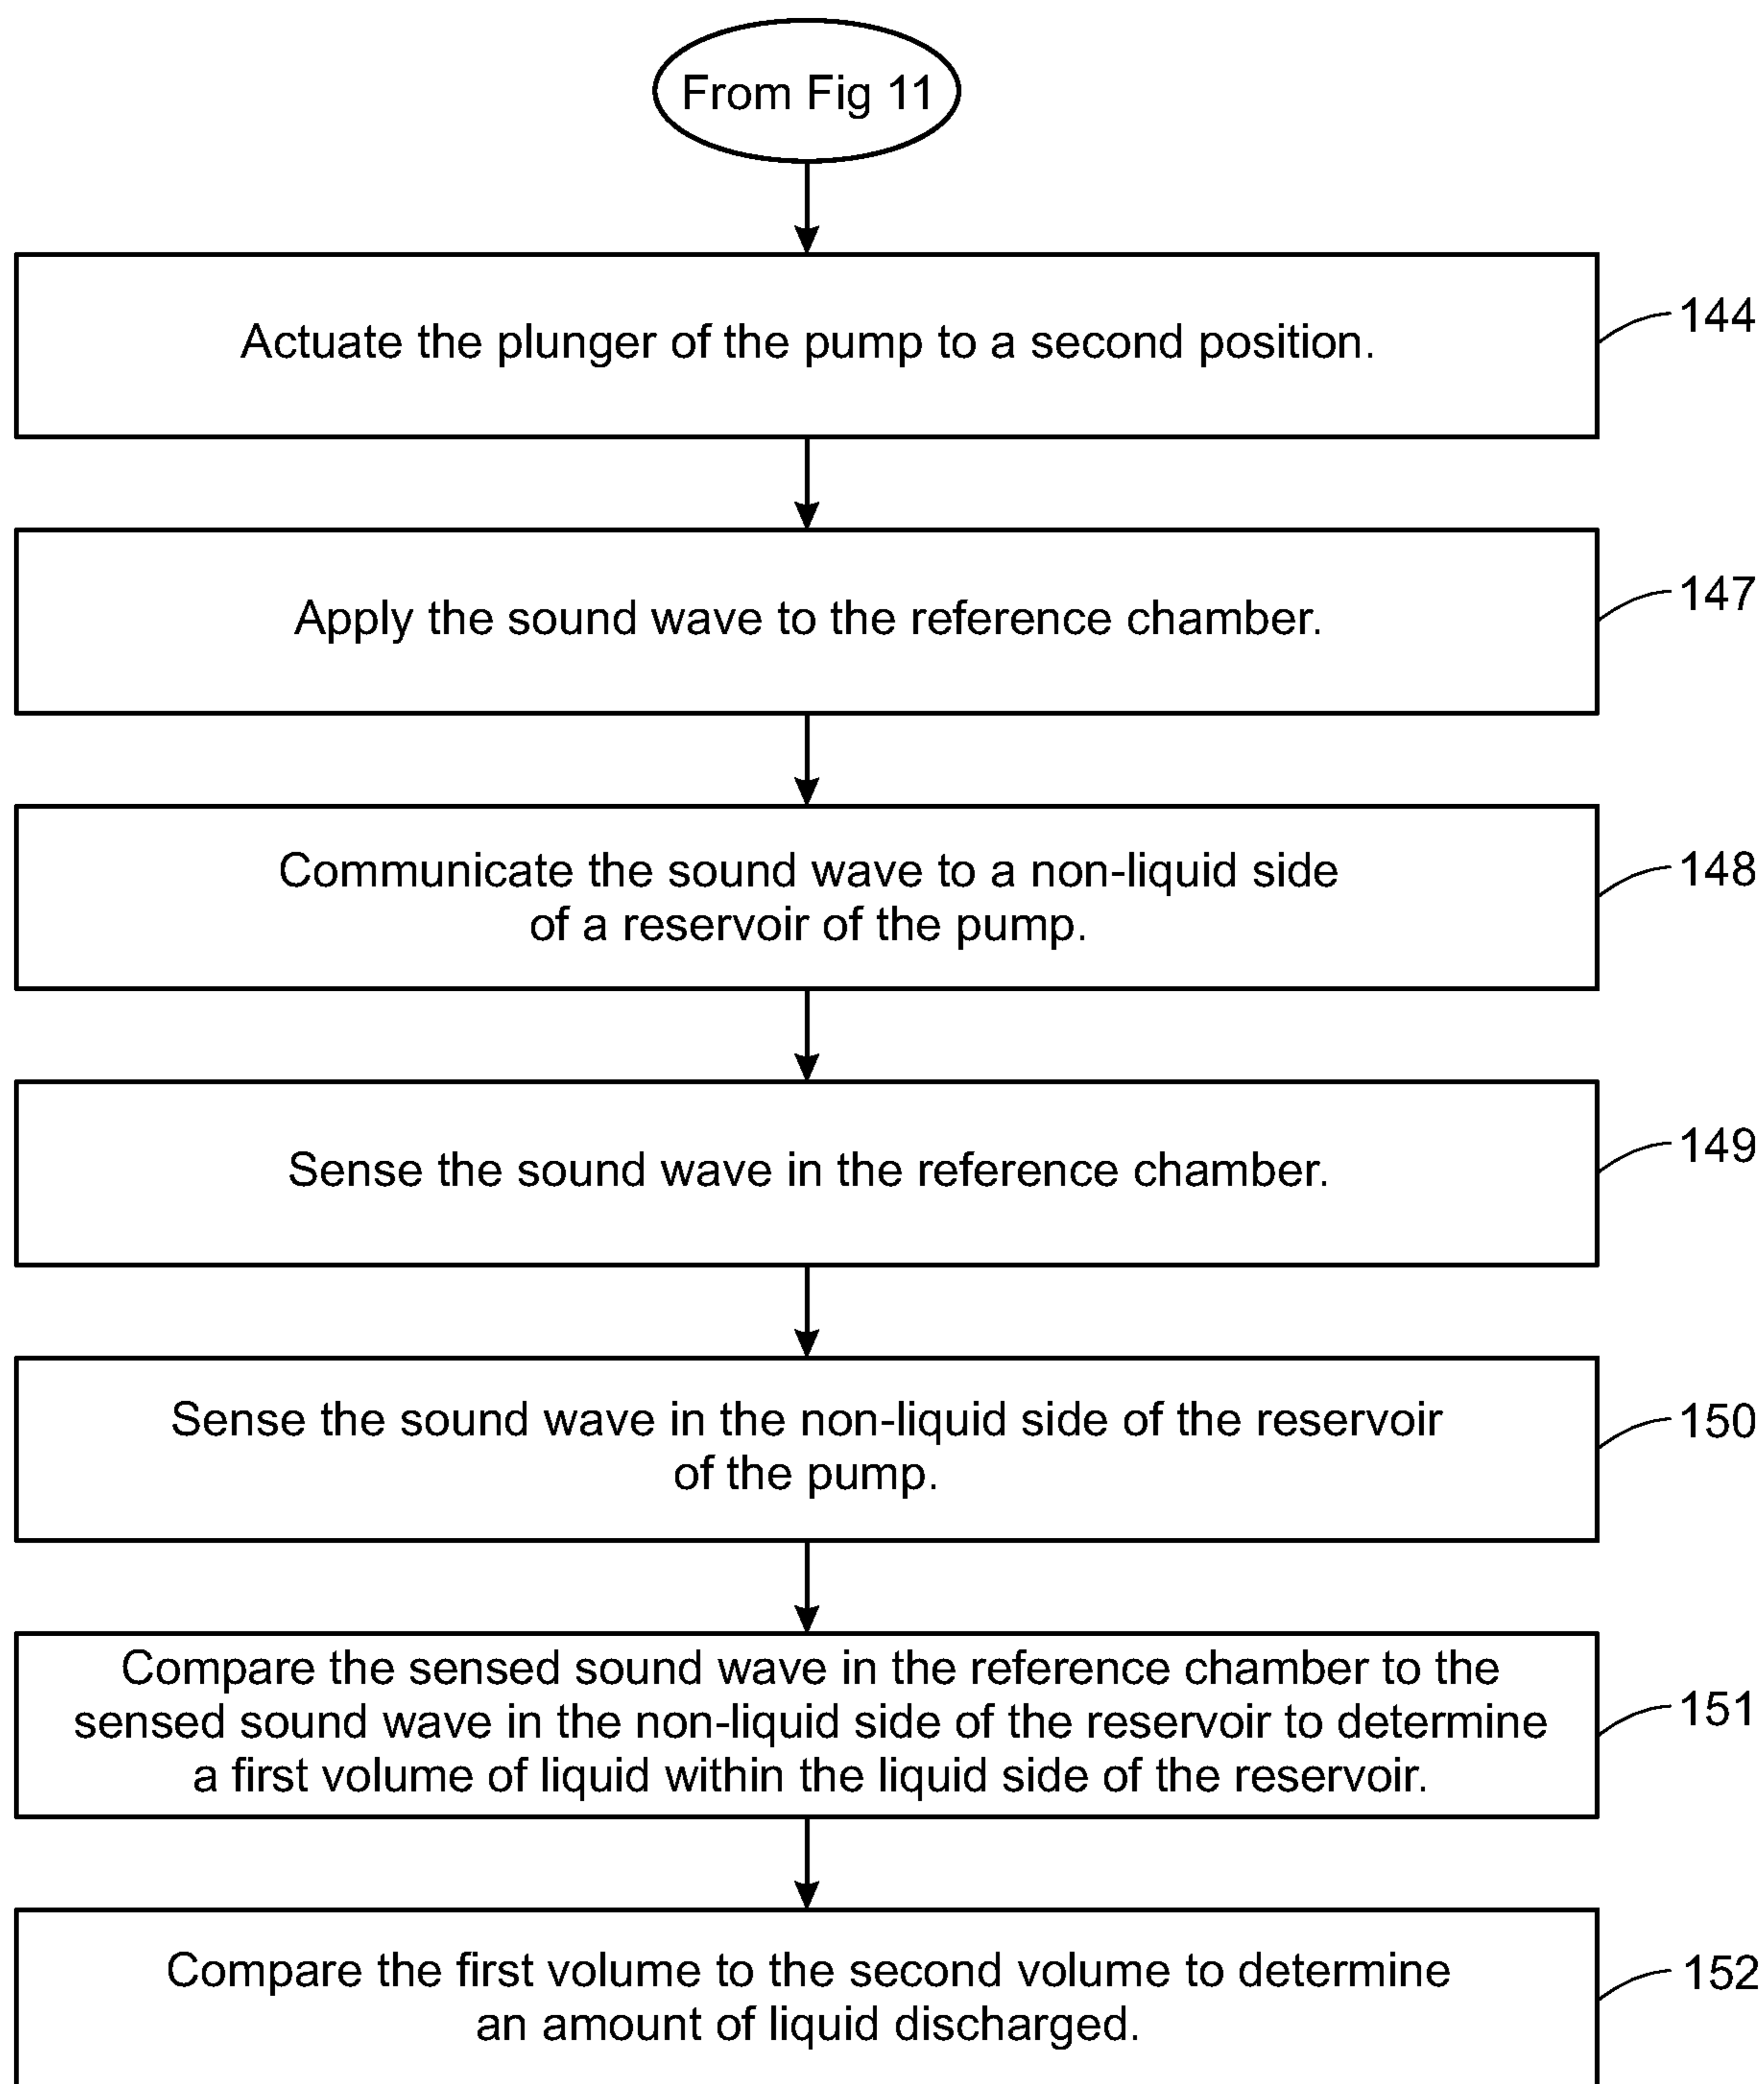 From Fig 11
Actuate the plunger of the pump to a second position.
144
Apply the sound wave to the reference chamber.
147
Communicate the sound wave to a non-liquid side
of a reservoir of the pump.
148
Sense the sound wave in the reference chamber.
149
Sense the sound wave in the non-liquid side of the reservoir
of the pump.
150
Compare the sensed sound wave in the reference chamber to the
sensed sound wave in the non-liquid side of the reservoir to determine
a first volume of liquid within the liquid side of the reservoir.
151
Compare the first volume to the second volume to determine
an amount of liquid discharged.
152